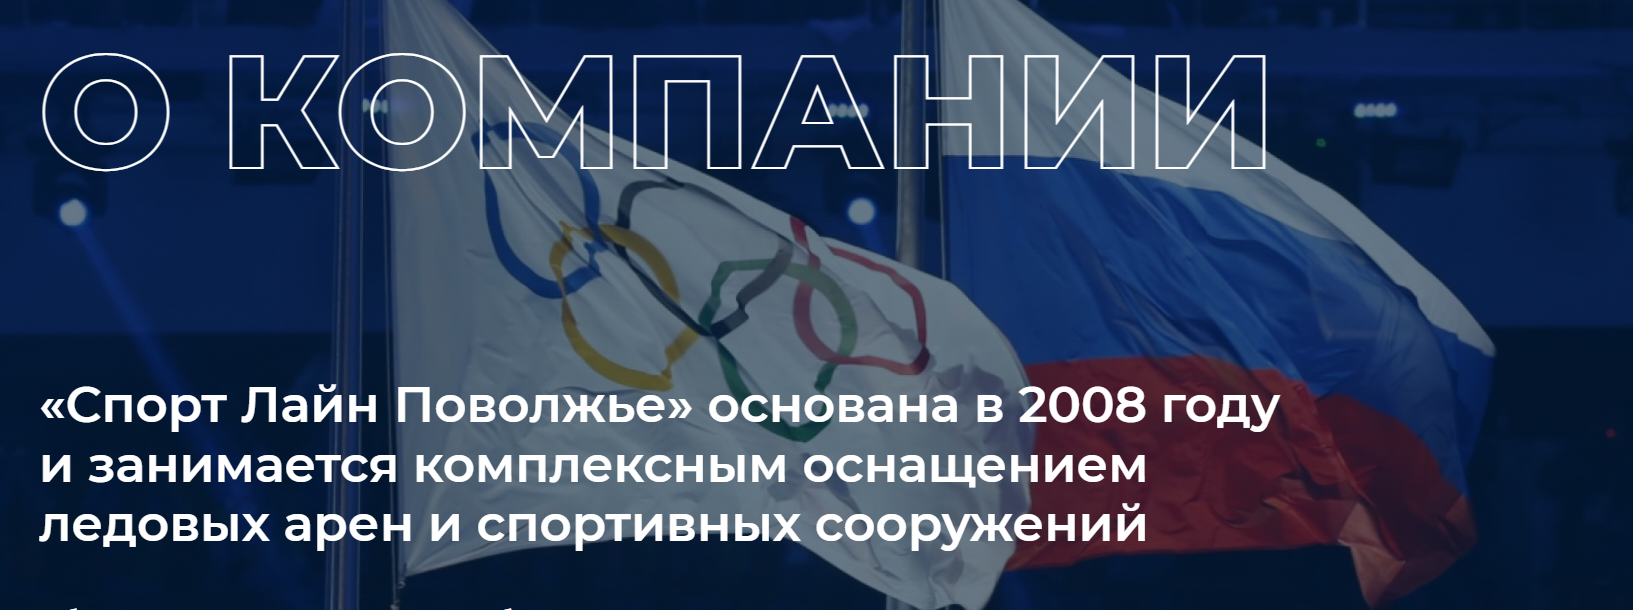 О КОМПАНИИ
«Спорт Лайн Поволжье» основана в 2008 году
и занимается комплексным оснащением
ледовых арен и спортивных сооружений